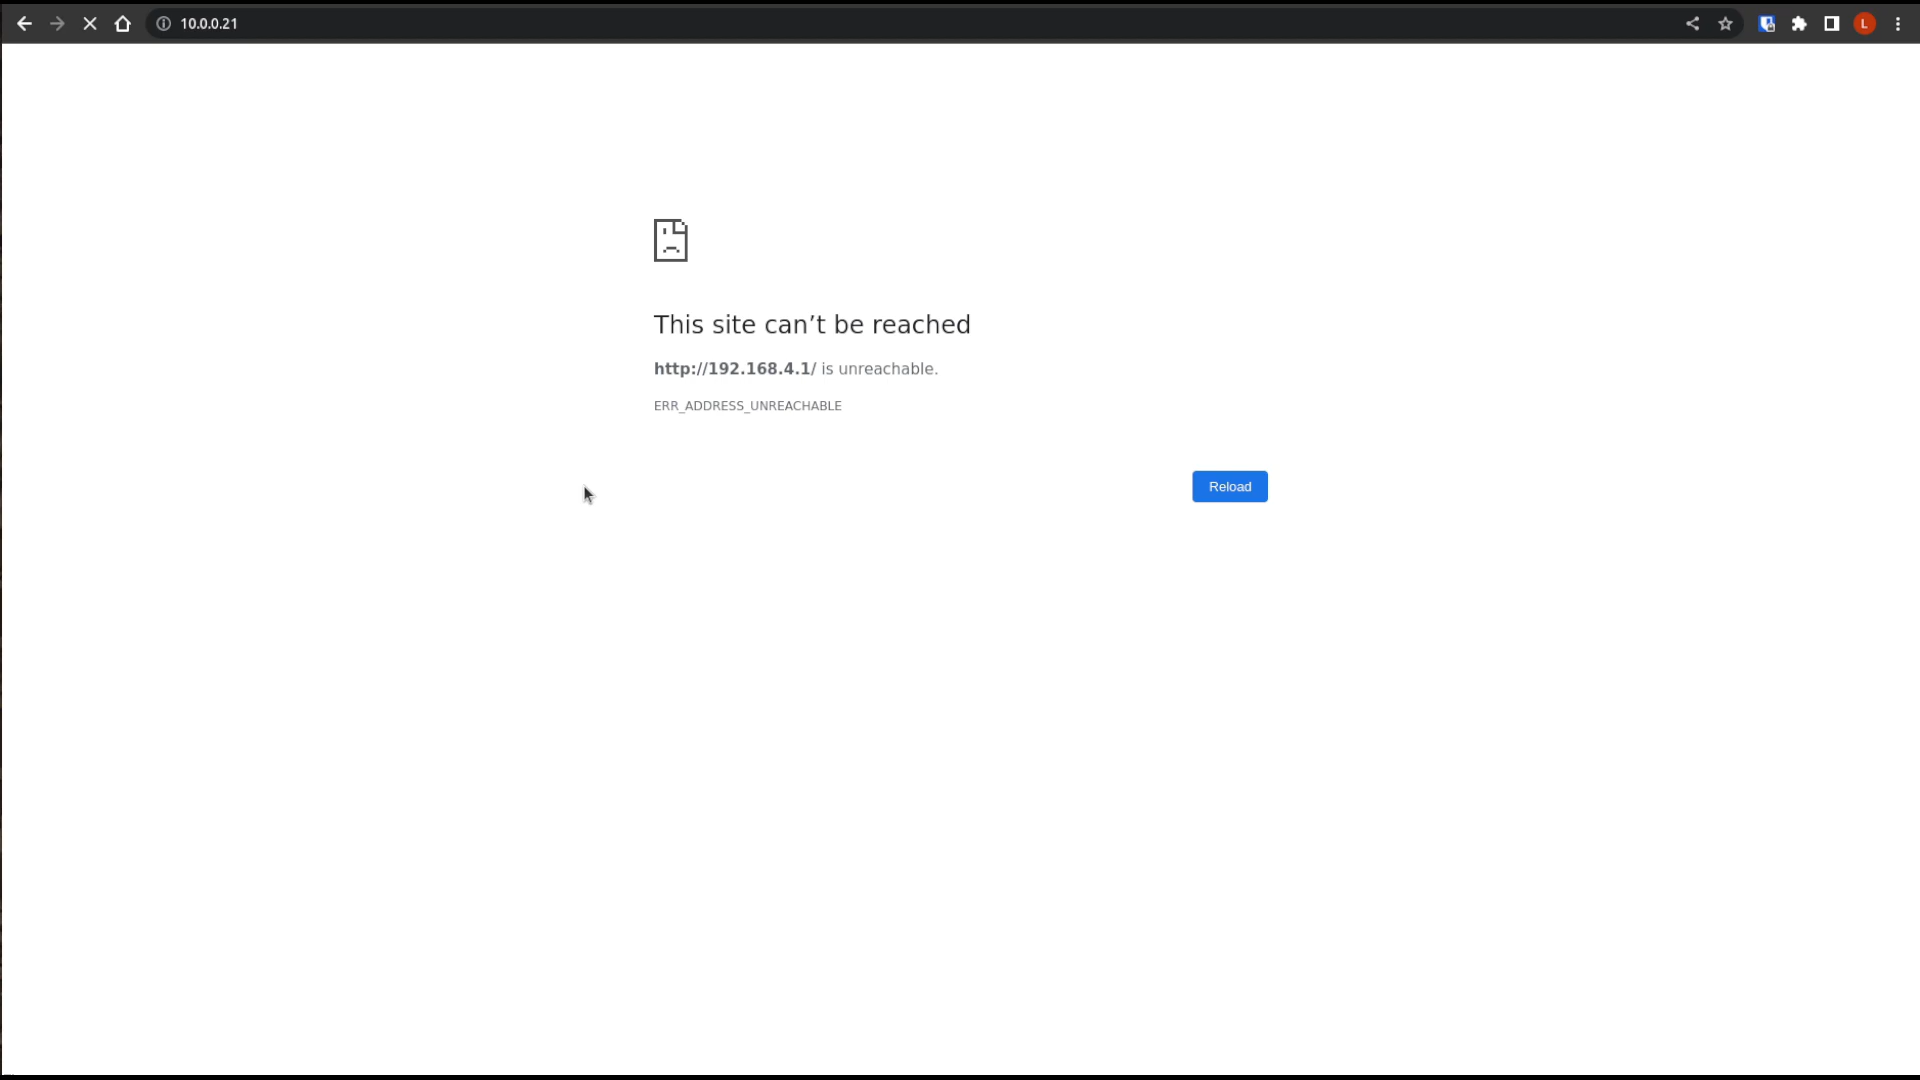 10.0.0.21
L
This site can’t be reached
http://192.168.4.1/ is unreachable.
ERR_ADDRESS_UNREACHABLE
Reload